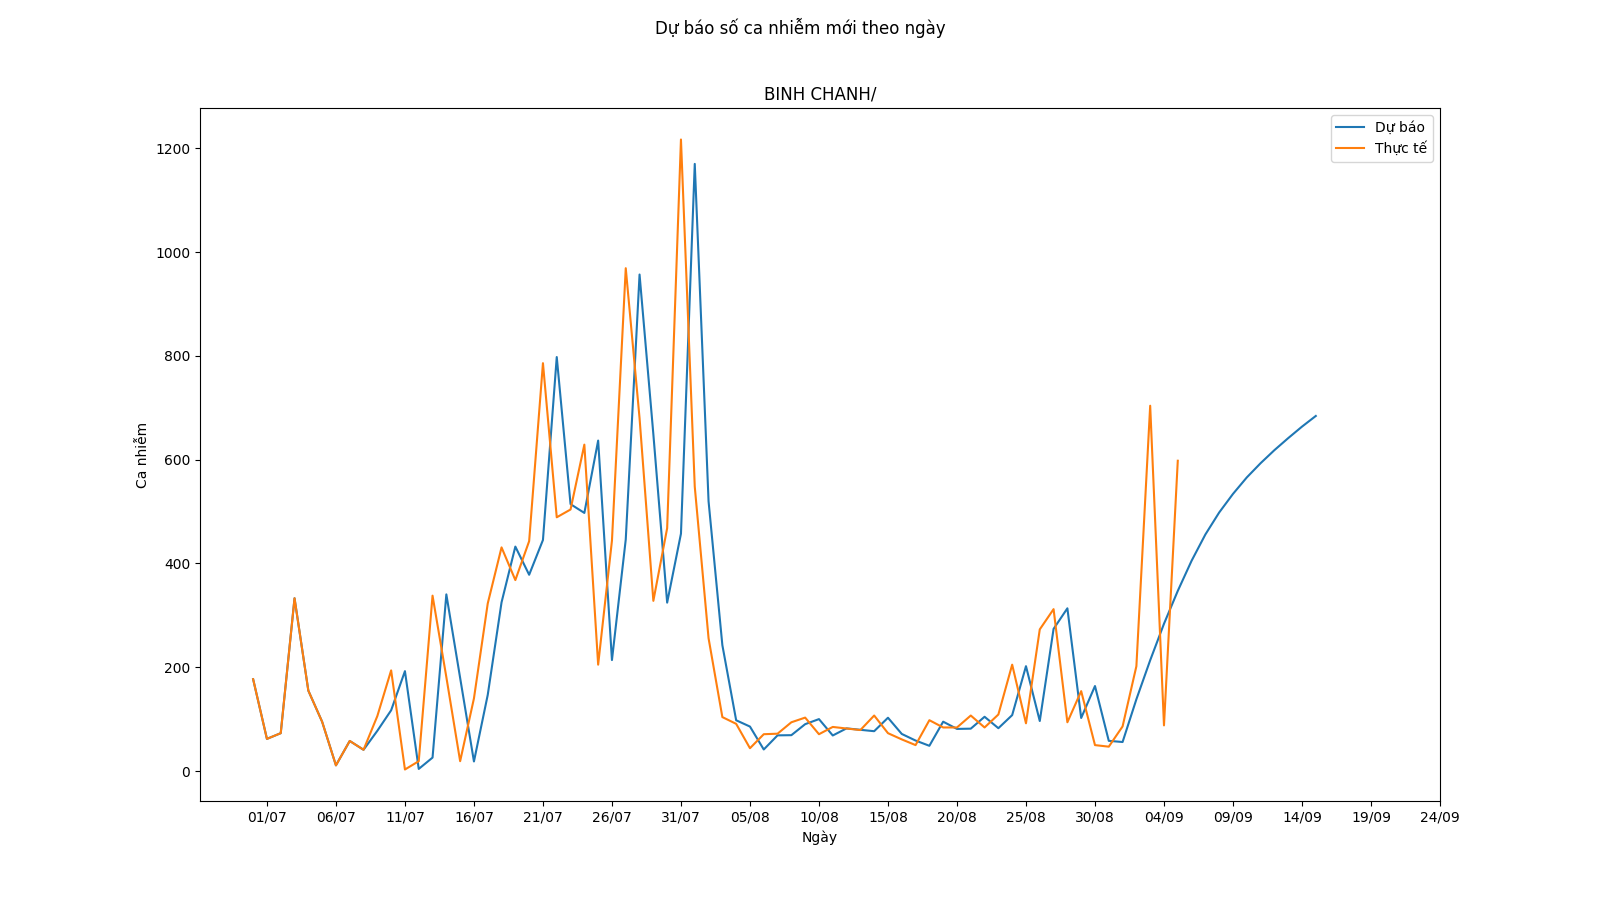 Dự báo số ca nhiễm mới theo ngày
BINH CHANH/
Dự báo
Thực tế
1200
1000
800
600
400
200
0
Ca nhiễm
01/07 06/07 11/07 16/07 21/07 26/07 31/07 05/08 10/08 15/08 20/08 25/08 30/08 04/09 09/09 14/09 19/09 24/09
Ngày